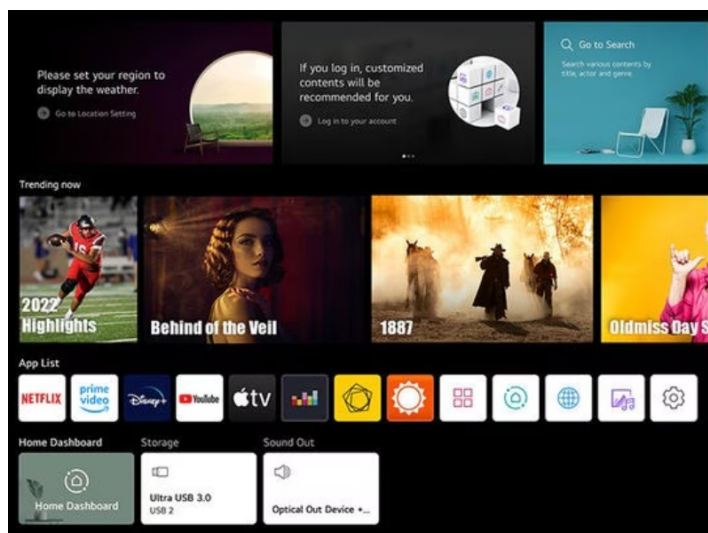 Please set your region to
display the weather.
Go to Location Setting
If you log in, customized
contents will be
recommended for you.
Log in to your account
Go to Search
Search various contents by
title, actor and genre.
Trending now
2022
Highlights
Behind of the Veil
1887
Oldmiss Day S
App List
NETFLIX
prime
video
Disney+
YouTube
tv
Home Dashboard
Storage
Sound Out
Home Dashboard
Ultra USB 3.0
USB 2
Optical Out Device +...